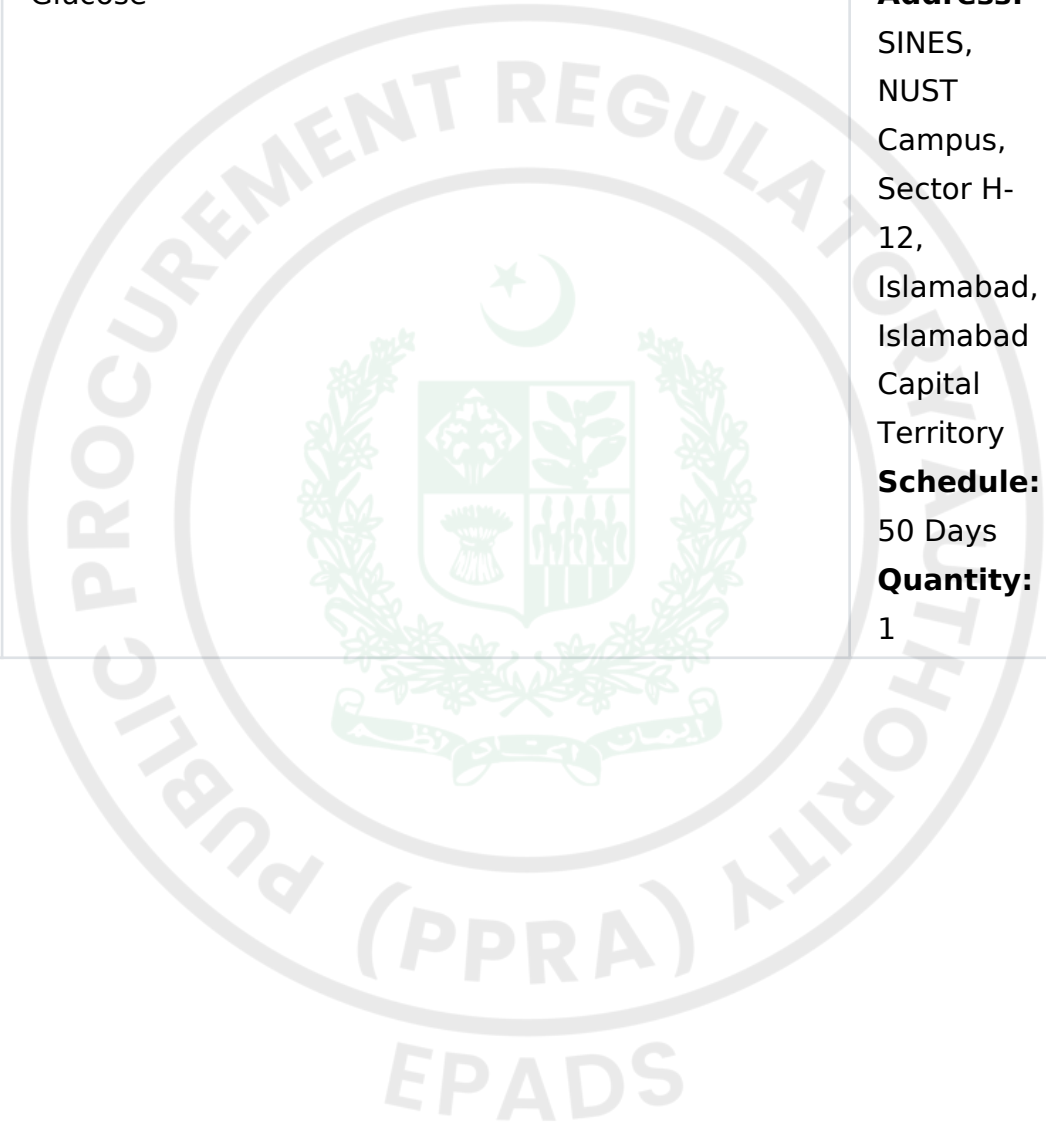 Glucose
Address:
SINES,
NUST
Campus,
Sector H-
12,
Islamabad,
Islamabad
Capital
Territory
Schedule:
50 Days
Quantity:
1
PUBLIC PROCUREMENT REGULATORY AUTHORITY
(PPRA)
EPADS